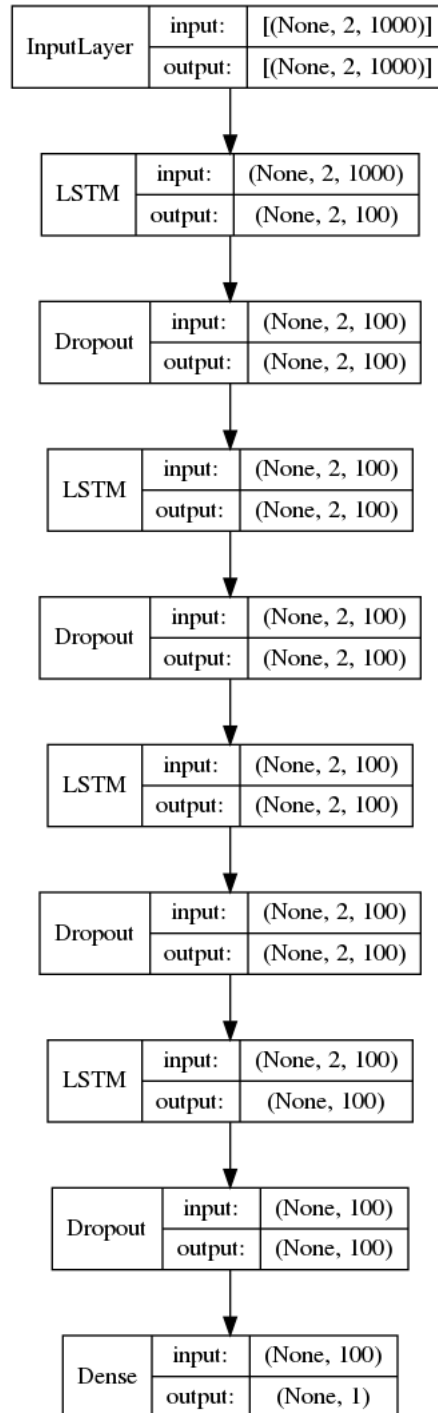 InputLayer
input: [(None, 2, 1000)]
output: [(None, 2, 1000)]
LSTM
input: (None, 2, 1000)
output: (None, 2, 100)
Dropout
input: (None, 2, 100)
output: (None, 2, 100)
LSTM
input: (None, 2, 100)
output: (None, 2, 100)
Dropout
input: (None, 2, 100)
output: (None, 2, 100)
LSTM
input: (None, 2, 100)
output: (None, 2, 100)
Dropout
input: (None, 2, 100)
output: (None, 2, 100)
LSTM
input: (None, 2, 100)
output: (None, 100)
Dropout
input: (None, 100)
output: (None, 100)
Dense
input: (None, 100)
output: (None, 1)